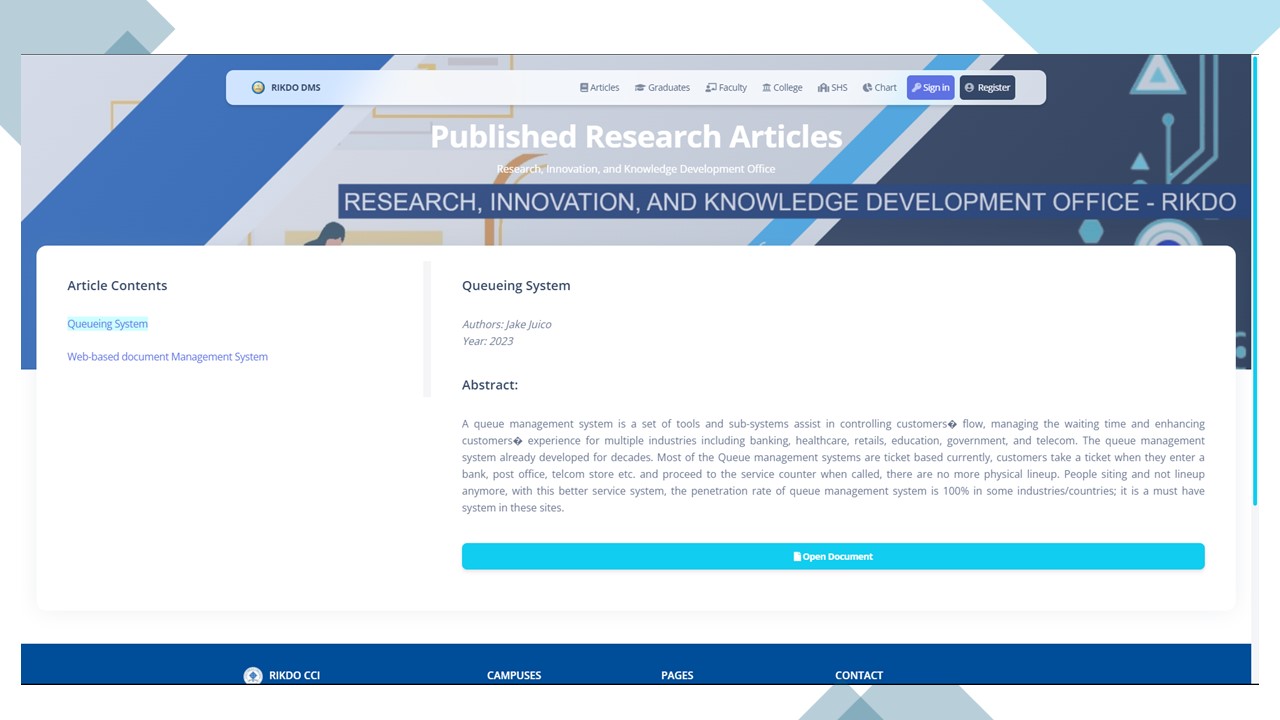 RIKDO DMS
Articles
Graduates
Faculty
College
SHS
Chart
Sign in
Register
Published Research Articles
Research, Innovation, and Knowledge Development Office
RESEARCH, INNOVATION, AND KNOWLEDGE DEVELOPMENT OFFICE - RIKDO
Article Contents
Queueing System
Web-based document Management System
Queueing System
Authors: Jake Juico
Year: 2023
Abstract:
A queue management system is a set of tools and sub-systems assist in controlling customers� flow, managing the waiting time and enhancing
customers� experience for multiple industries including banking, healthcare, retails, education, government, and telecom. The queue management
system already developed for decades. Most of the Queue management systems are ticket based currently, customers take a ticket when they enter a
bank, post office, telcom store etc. and proceed to the service counter when called, there are no more physical lineup. People siting and not lineup
anymore, with this better service system, the penetration rate of queue management system is 100% in some industries/countries; it is a must have
system in these sites.
Open Document
RIKDO CCI
CAMPUSES
PAGES
CONTACT